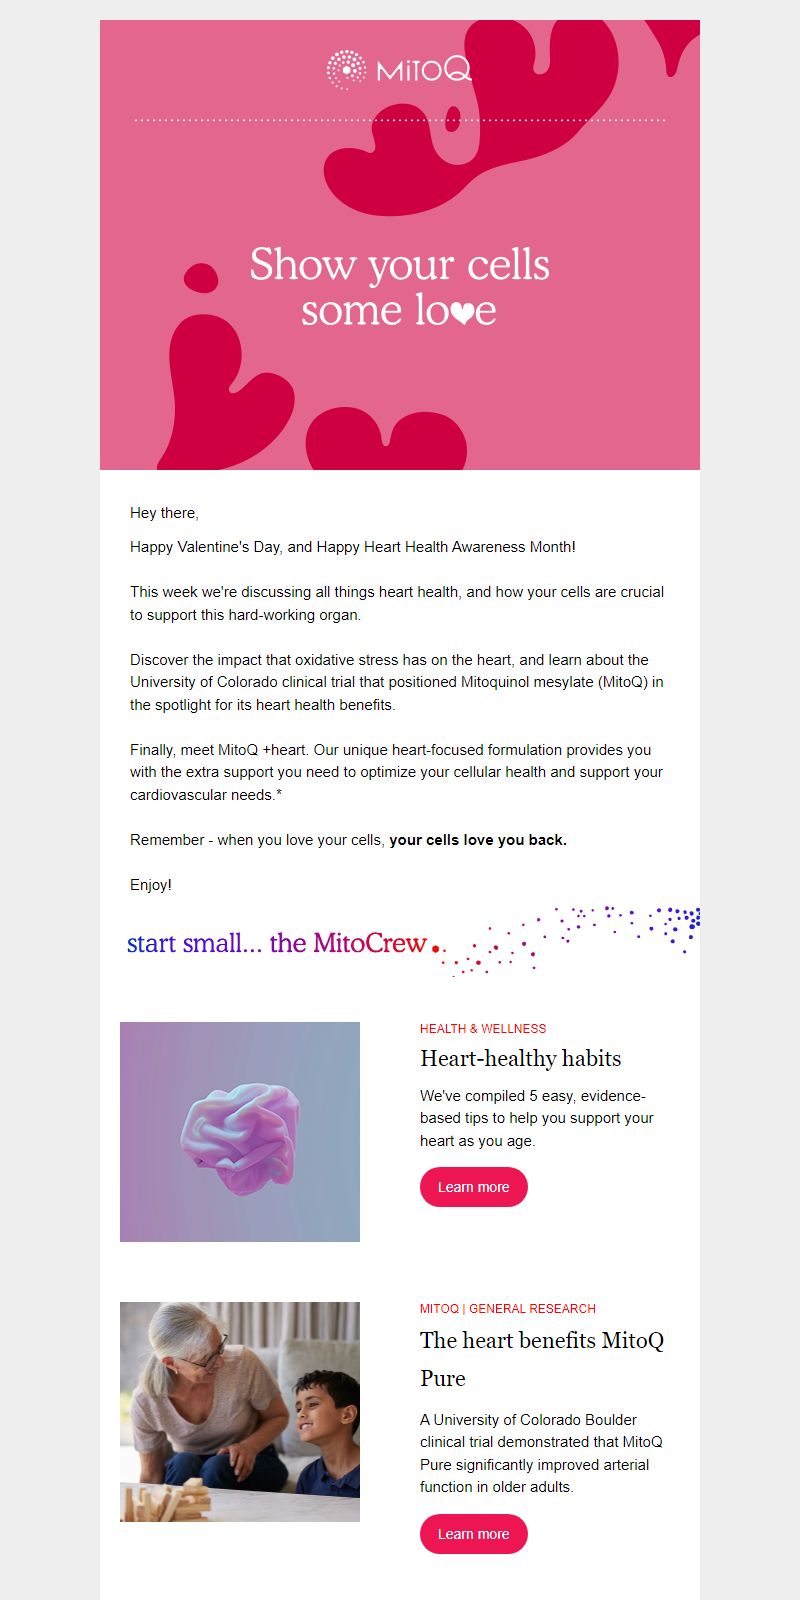 MITOQ
Show your cells
some love
Hey there,
Happy Valentine's Day, and Happy Heart Health Awareness Month!
This week we're discussing all things heart health, and how your cells are crucial
to support this hard-working organ.
Discover the impact that oxidative stress has on the heart, and learn about the
University of Colorado clinical trial that positioned Mitoquinol mesylate (MitoQ) in
the spotlight for its heart health benefits.
Finally, meet MitoQ +heart. Our unique heart-focused formulation provides you
with the extra support you need to optimize your cellular health and support your
cardiovascular needs.*
Remember - when you love your cells, your cells love you back.
Enjoy!
start small... the MitoCrew
HEALTH & WELLNESS
Heart-healthy habits
We've compiled 5 easy, evidence-
based tips to help you support your
heart as you age.
Learn more
MITOQ | GENERAL RESEARCH
The heart benefits MitoQ
Pure
A University of Colorado Boulder
clinical trial demonstrated that MitoQ
Pure significantly improved arterial
function in older adults.
Learn more